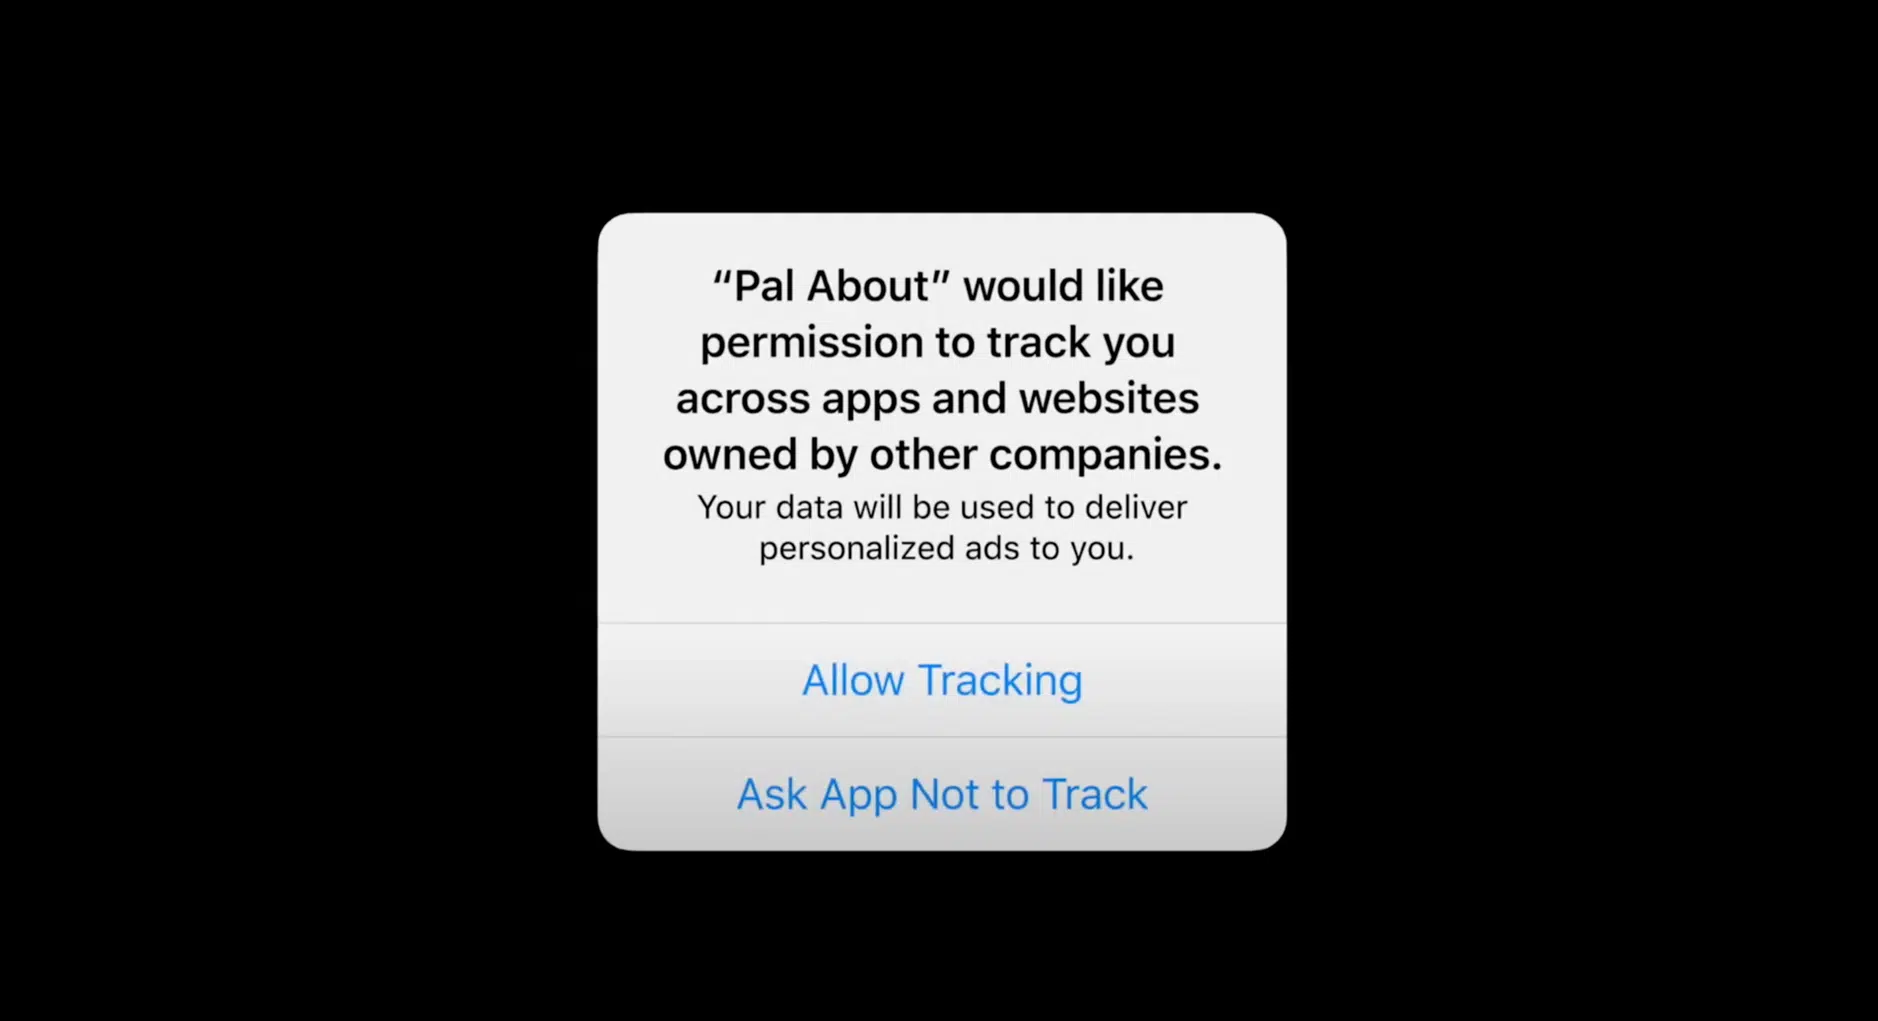 “Pal About” would like
permission to track you
across apps and websites
owned by other companies.
Your data will be used to deliver
personalized ads to you.
Allow Tracking
Ask App Not to Track